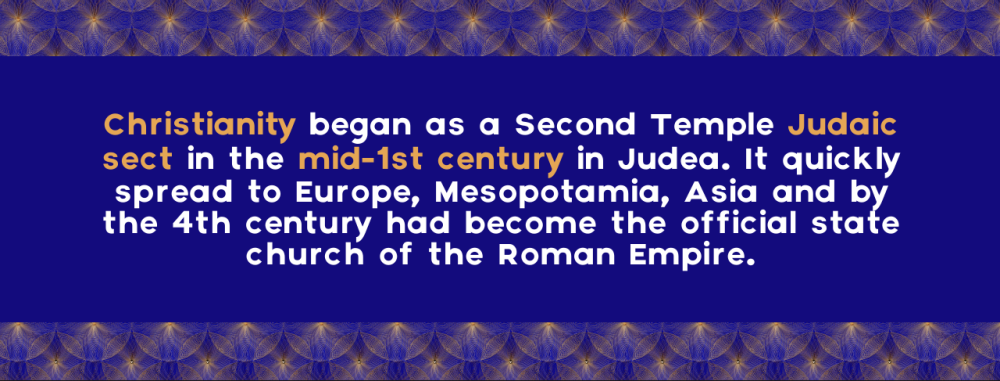 Christianity began as a Second Temple Judaic
sect in the mid-1st century in Judea. It quickly
spread to Europe, Mesopotamia, Asia and by
the 4th century had become the official state
church of the Roman Empire.